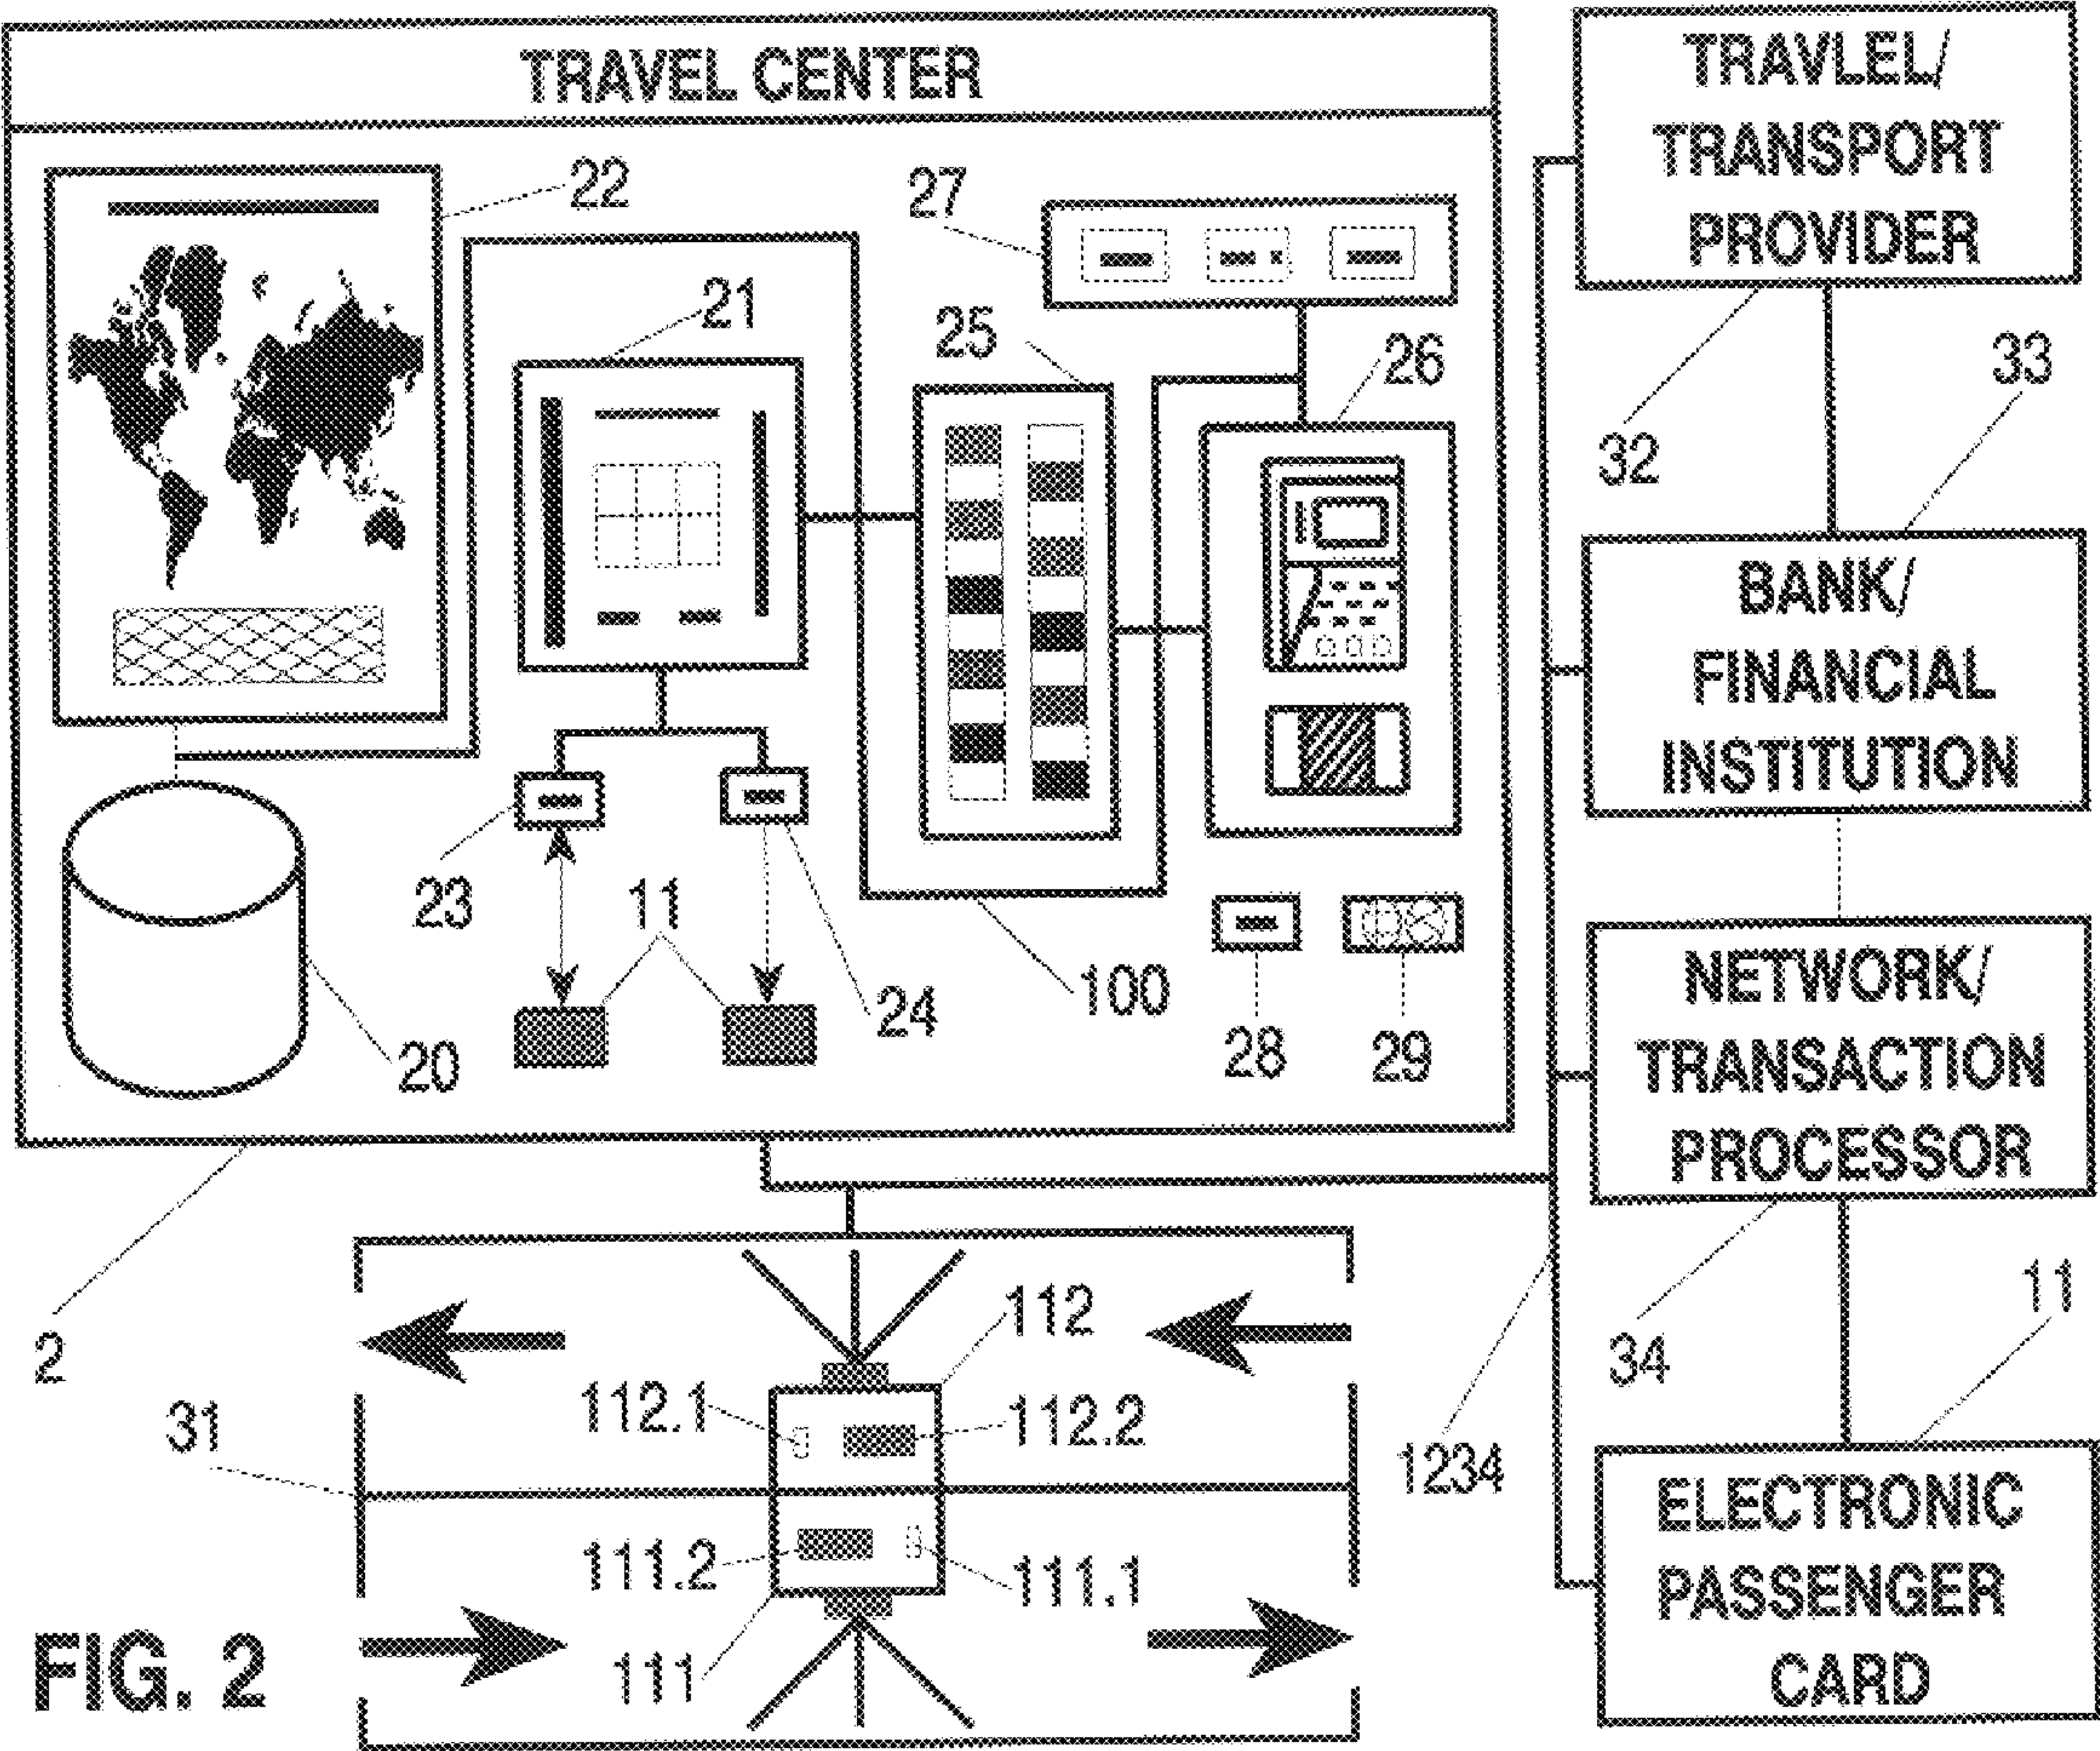 TRAVEL CENTER
22
27
21
25
26
23
11
24
100
20
28
29
2
TRAVLEL/
TRANSPORT
PROVIDER
32
33
BANK/
FINANCIAL
INSTITUTION
NETWORK/
TRANSACTION
PROCESSOR
34
11
1234
ELECTRONIC
PASSENGER
CARD
112
112.1
112.2
31
111.2
111.1
111
FIG. 2